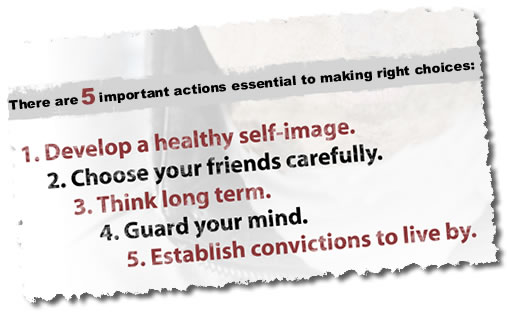 There are 5 important actions essential to making right choices:
1. Develop a healthy self-image.
2. Choose your friends carefully.
3. Think long term.
4. Guard your mind.
5. Establish convictions to live by.